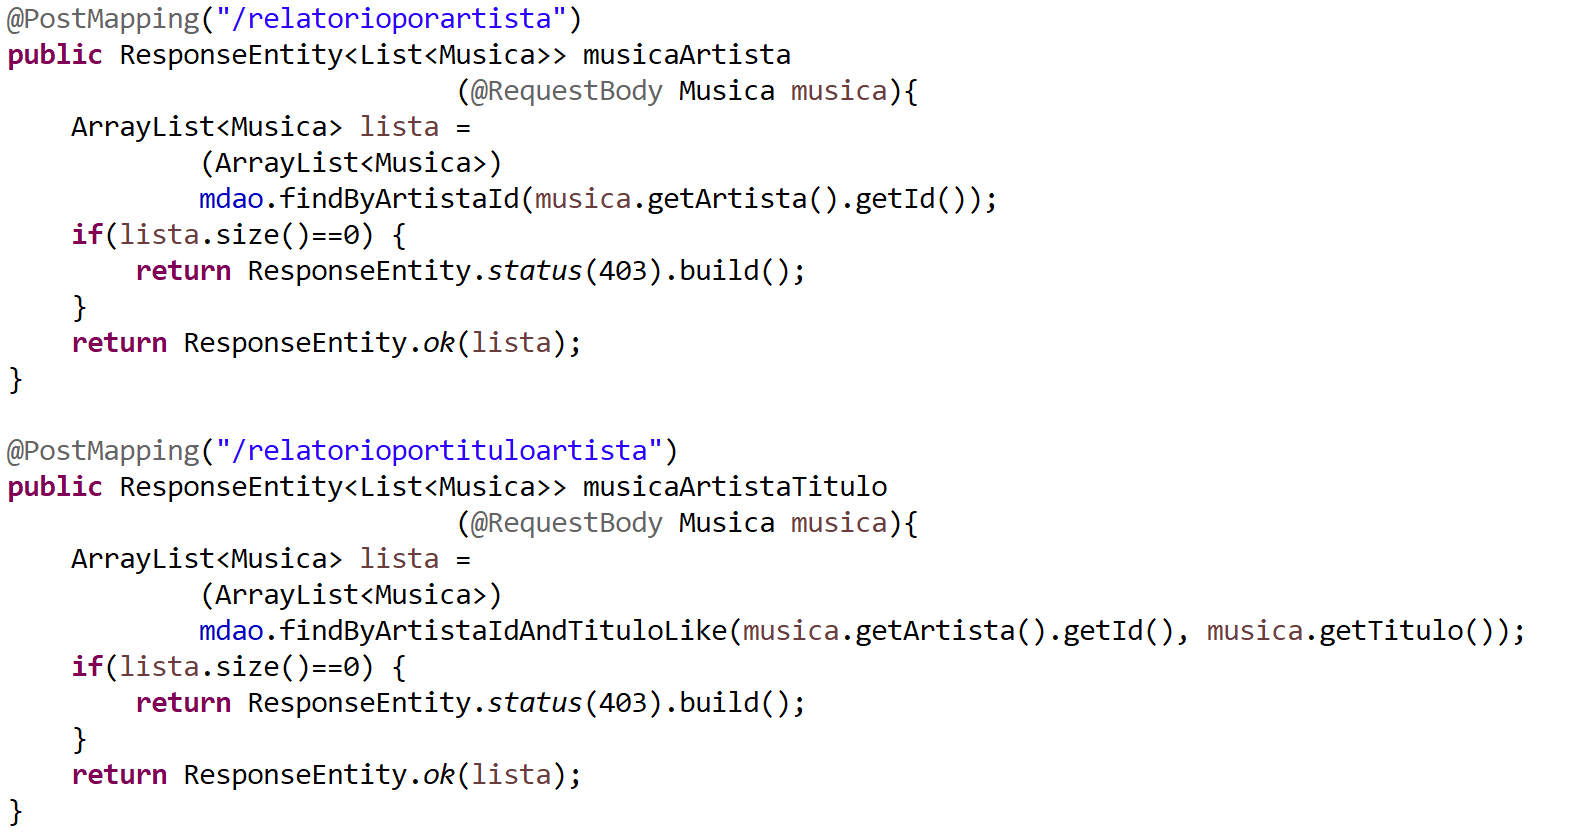 @PostMapping("/relatorioporartista")
public ResponseEntity<List<Musica>> musicaArtista
(@RequestBody Musica musica){
ArrayList<Musica> lista =
(ArrayList<Musica>)
mdao.findByArtistaId(musica.getArtista().getId());
if(lista.size()==0) {
return ResponseEntity.status(403).build();
}
return ResponseEntity.ok(lista);
}
@PostMapping("/relatorioportituloartista")
public ResponseEntity<List<Musica>> musicaArtistaTitulo
(@RequestBody Musica musica){
ArrayList<Musica> lista =
(ArrayList<Musica>)
mdao.findByArtistaIdAndTituloLike(musica.getArtista().getId(), musica.getTitulo());
if(lista.size()==0) {
return ResponseEntity.status(403).build();
}
return ResponseEntity.ok(lista);
}